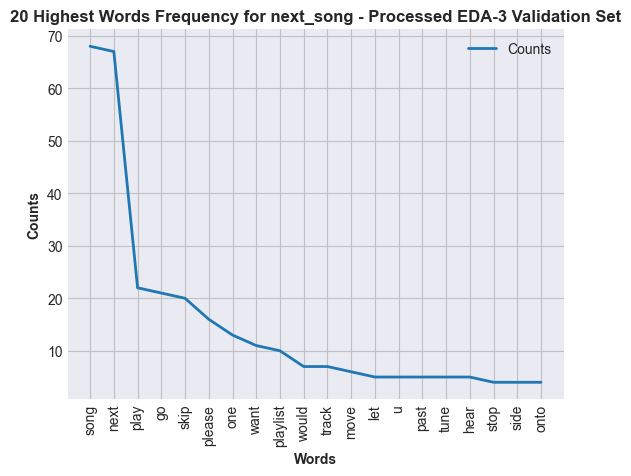 20 Highest Words Frequency for next_song - Processed EDA-3 Validation Set
Counts
70
60
50
40
30
20
10
Counts
song
next
play
go
skip
please
one
want
playlist
would
track
move
let
u
past
tune
hear
stop
side
onto
Words